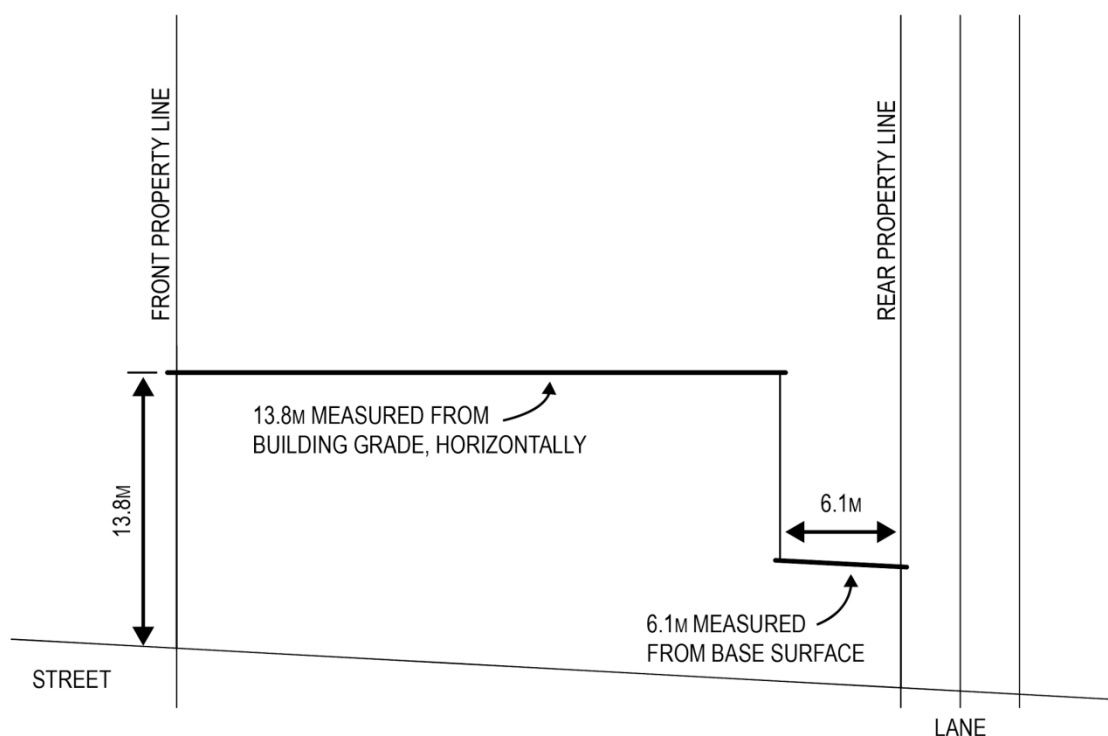 FRONT PROPERTY LINE
REAR PROPERTY LINE
13.8M MEASURED FROM
BUILDING GRADE, HORIZONTALLY
13.8M
6.1M
6.1M MEASURED
FROM BASE SURFACE
STREET
LANE